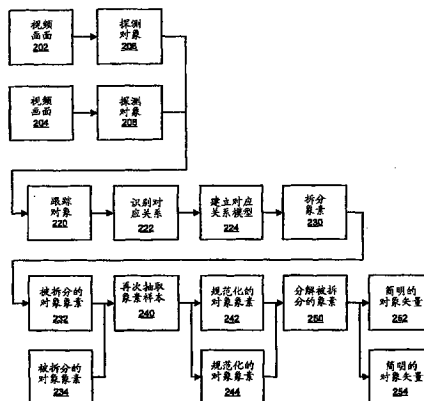 视频
画面
202
探测
对象
206
视频
画面
204
探测
对象
208
跟踪
对象
220
识别对
应关系
222
建立对应
关系模型
224
拆分
象素
230
被拆分的
对象象素
232
再次抽取
象素样本
240
规范化的
对象象素
242
分解被拆
分的象素
250
简明的
对象矢量
252
被拆分的
对象象素
234
规范化的
对象象素
244
简明的
对象矢量
254